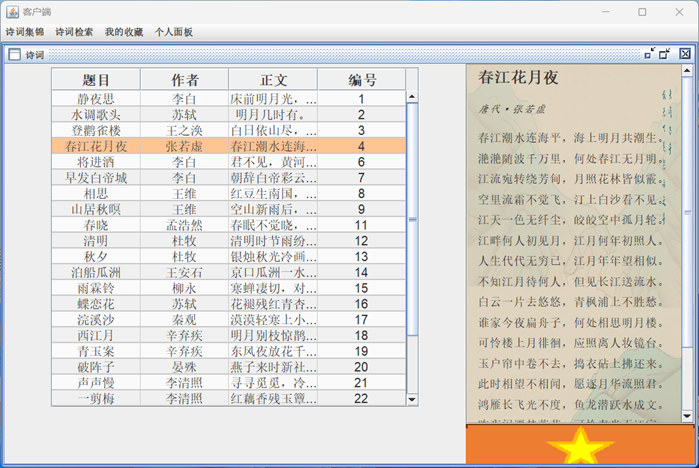 客户端
诗词集锦 诗词检索 我的收藏 个人面板
诗词
题目 作者 正文 编号
静夜思 李白 床前明月光，... 1
水调歌头 苏轼 明月几时有。 2
登鹳雀楼 王之涣 白日依山尽，... 3
春江花月夜 张若虚 春江潮水连海... 4
将进酒 李白 君不见，黄河... 6
早发白帝城 李白 朝辞白帝彩云... 7
相思 王维 红豆生南国，... 8
山居秋暝 王维 空山新雨后，... 9
春晓 孟浩然 春眠不觉晓，... 11
清明 杜牧 清明时节雨纷... 12
秋夕 杜牧 银烛秋光冷画... 13
泊船瓜洲 王安石 京口瓜洲一水... 14
雨霖铃 柳永 寒蝉凄切，对... 15
蝶恋花 苏轼 花褪残红青杏... 16
浣溪沙 秦观 漠漠轻寒上小... 17
西江月 辛弃疾 明月别枝惊鹊... 18
青玉案 辛弃疾 东风夜放花千... 19
破阵子 晏殊 燕子来时新社... 20
声声慢 李清照 寻寻觅觅，冷... 21
一剪梅 李清照 红藕香残玉簟... 22
春江花月夜
唐代·张若虚
春江潮水连海平，海上明月共潮生。
滟滟随波千万里，何处春江无月明。
江流宛转绕芳甸，月照花林皆似霰。
空里流霜不觉飞，汀上白沙看不见。
江天一色无纤尘，皎皎空中孤月轮。
江畔何人初见月，江月何年初照人。
人生代代无穷已，江月年年望相似。
不知江月待何人，但见长江送流水。
白云一片去悠悠，青枫浦上不胜愁。
谁家今夜扁舟子，何处相思明月楼。
可怜楼上月徘徊，应照离人妆镜台。
玉户帘中卷不去，捣衣砧上拂还来。
此时相望不相闻，愿逐月华流照君。
鸿雁长飞光不度，鱼龙潜跃水成文。